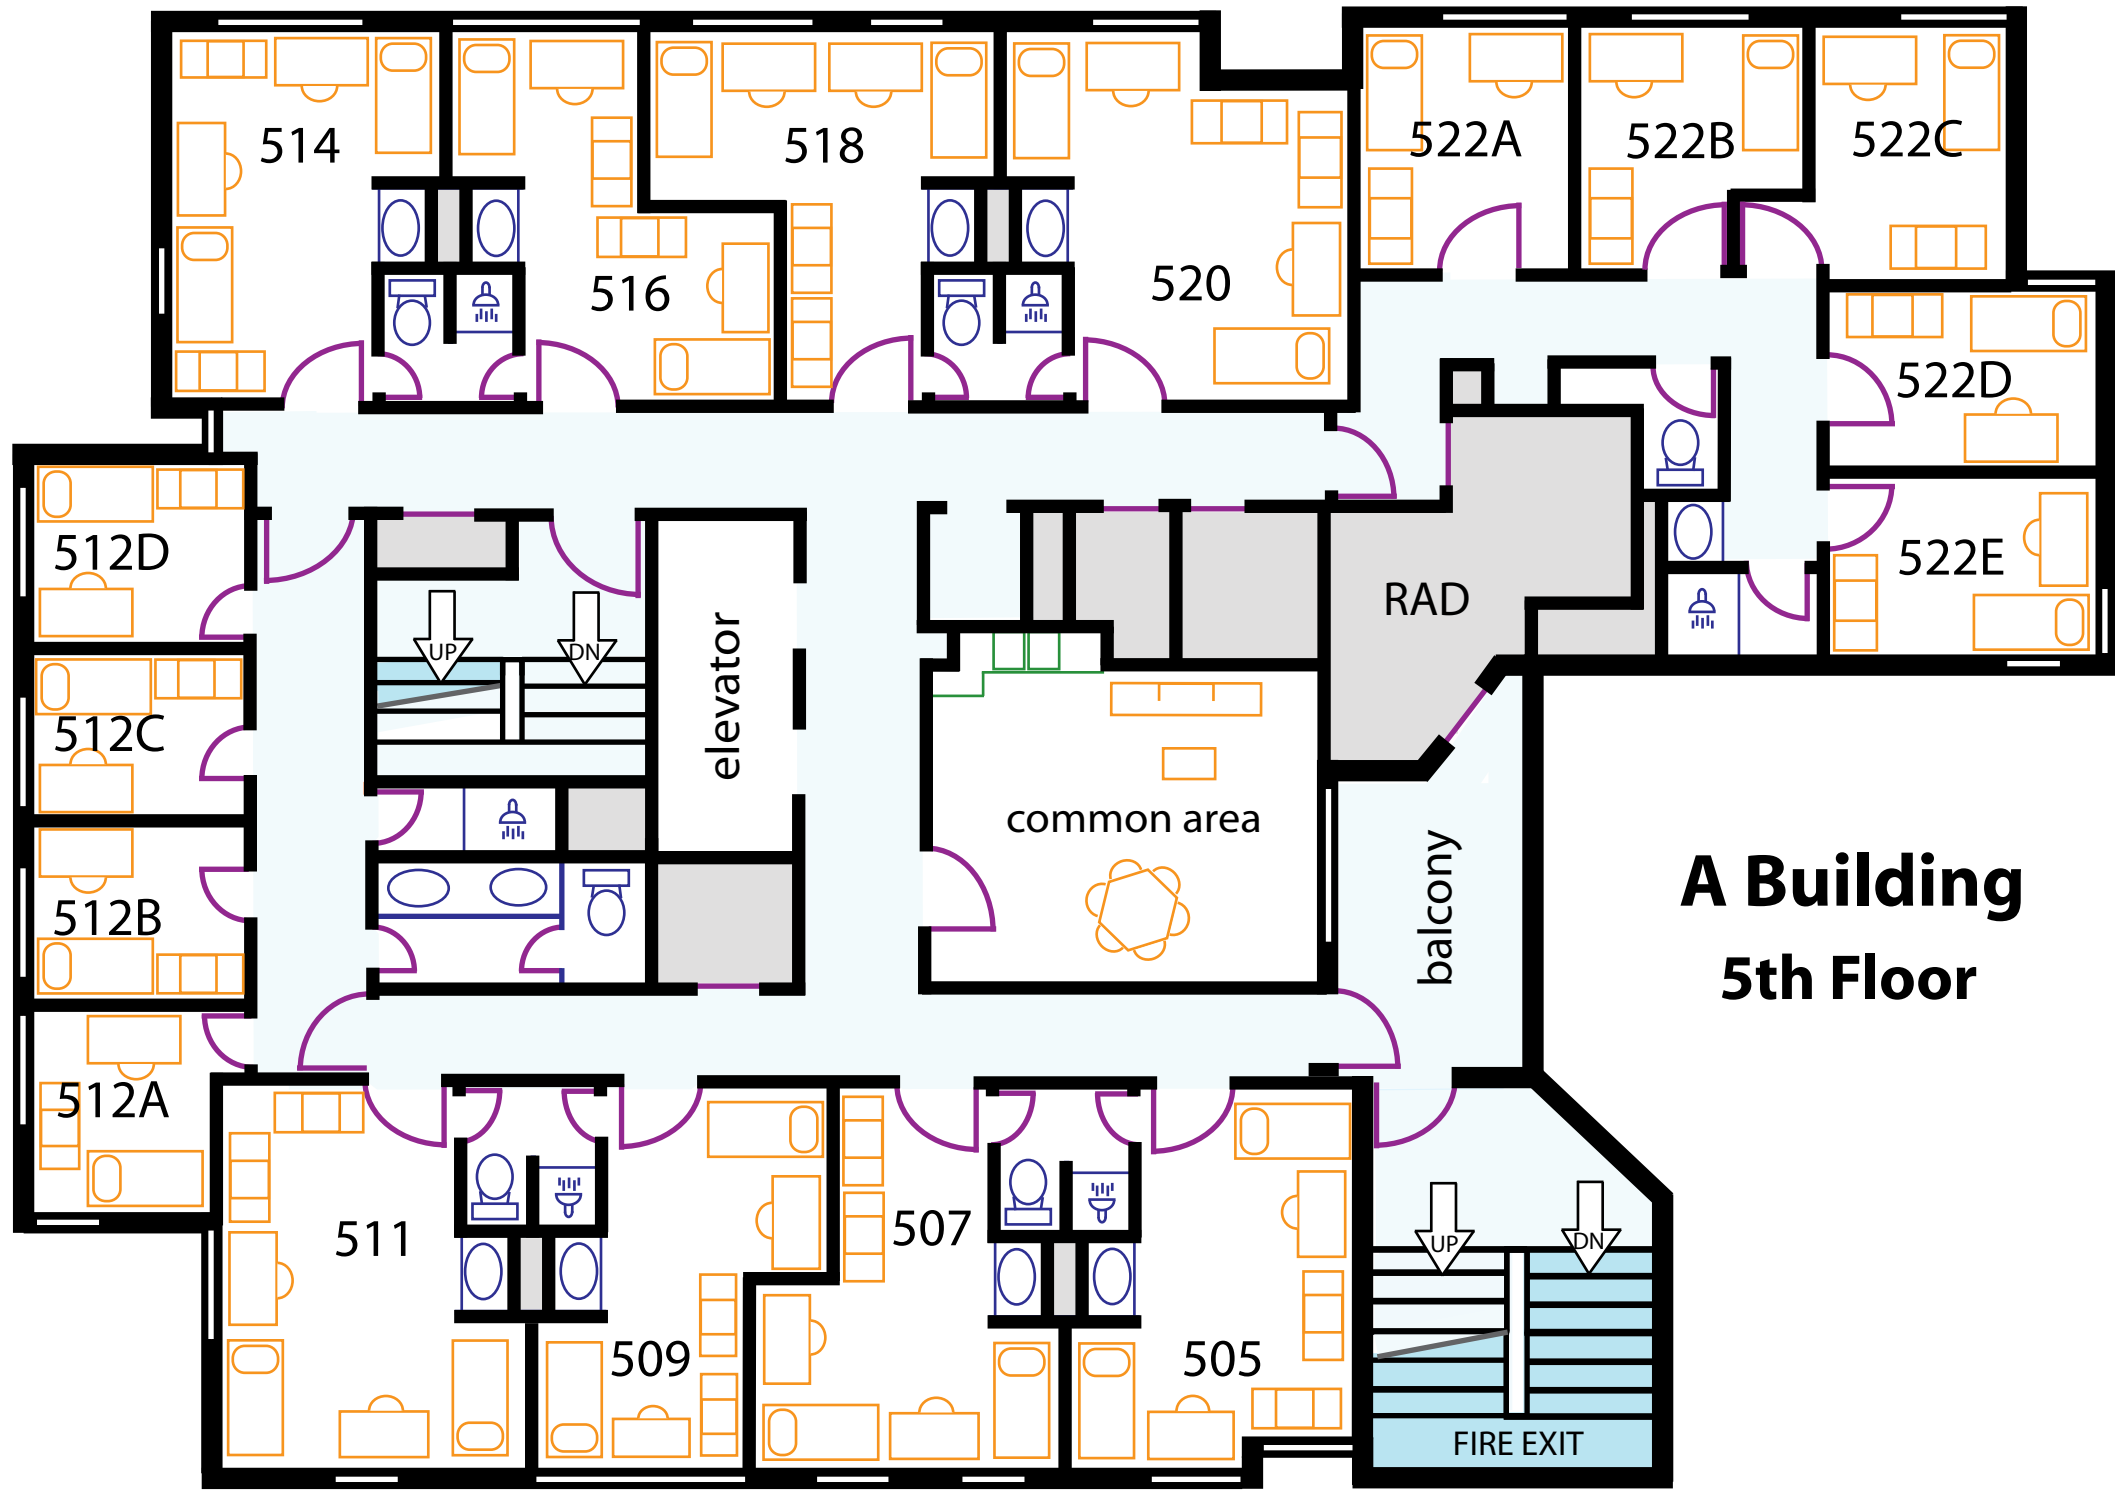 514
516
518
520
522A
522B
522C
522D
522E
512D
512C
512B
512A
UP
DN
elevator
RAD
common area
balcony
A Building
5th Floor
511
509
507
505
UP
DN
FIRE EXIT